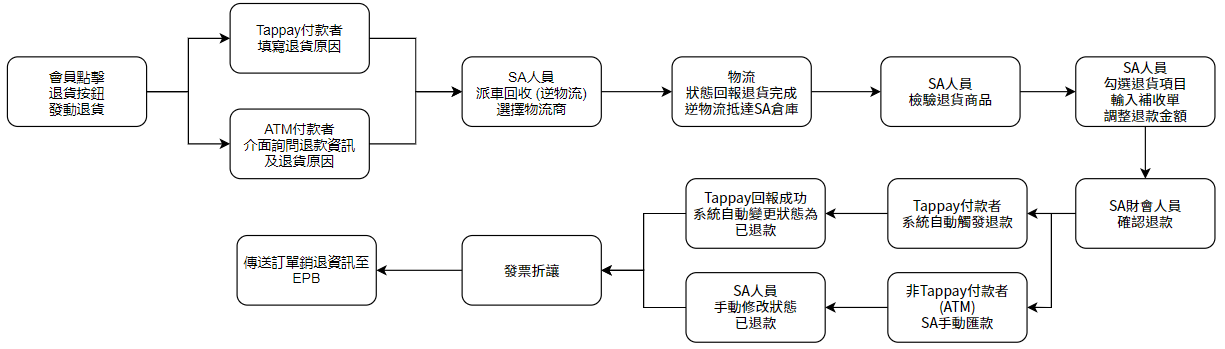 會員點擊
退貨按鈕
發動退貨
Tappay付款者
填寫退貨原因
ATM付款者
介面詢問退款資訊
及退貨原因
SA人員
派車回收 (逆物流)
選擇物流商
物流
狀態回報退貨完成
逆物流抵達SA倉庫
SA人員
檢驗退貨商品
SA人員
勾選退貨項目
輸入補收單
調整退款金額
SA財會人員
確認退款
Tappay付款者
系統自動觸發退款
非Tappay付款者
(ATM)
SA手動匯款
Tappay回報成功
系統自動變更狀態為
已退款
SA人員
手動修改狀態
已退款
發票折讓
傳送訂單銷退資訊至
EPB